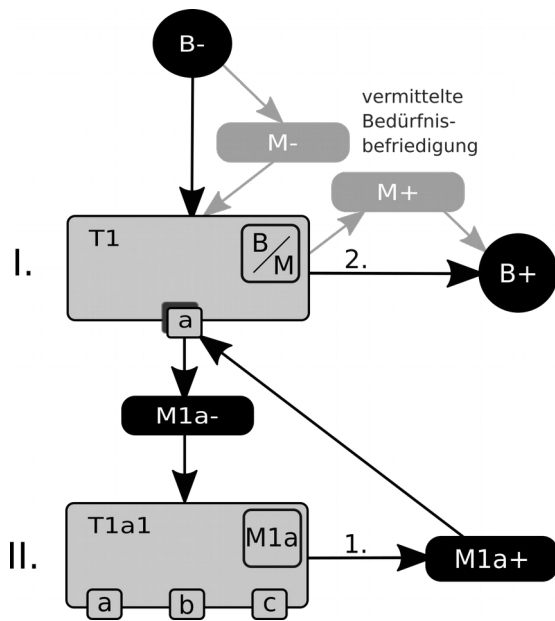 B-
vermittelte
Bedürfnis-
befriedigung
M-
M+
T1
B/M
I.
2.
B+
a
M1a-
T1a1
M1a
II.
1.
M1a+
a
b
c